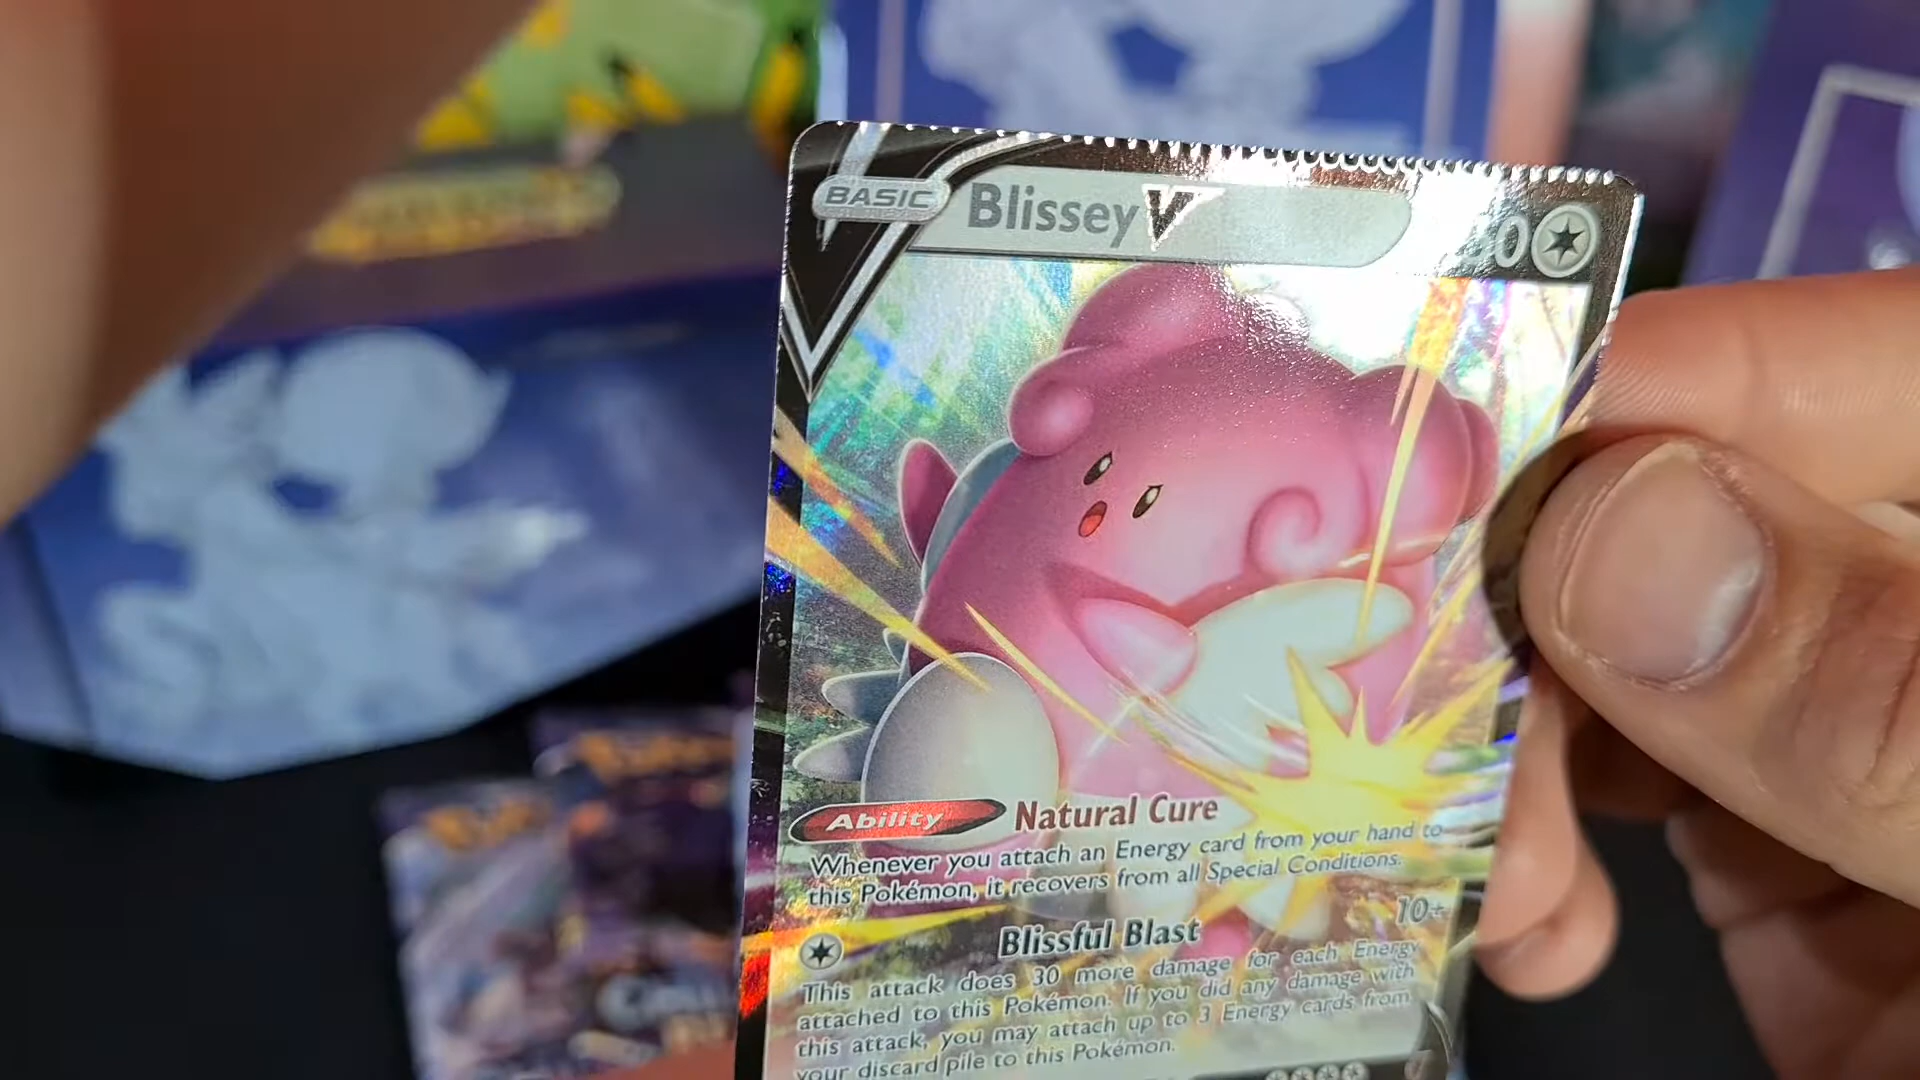 BASIC Blissey V 0
Ability Natural Cure
Whenever you attach an Energy card from your hand to
this Pokémon, it recovers from all Special Conditions.
Blissful Blast 10+
This attack does 30 more damage for each Energy
attached to this Pokémon. If you did any damage with
this attack, you may attach up to 3 Energy cards from
your discard pile to this Pokémon.